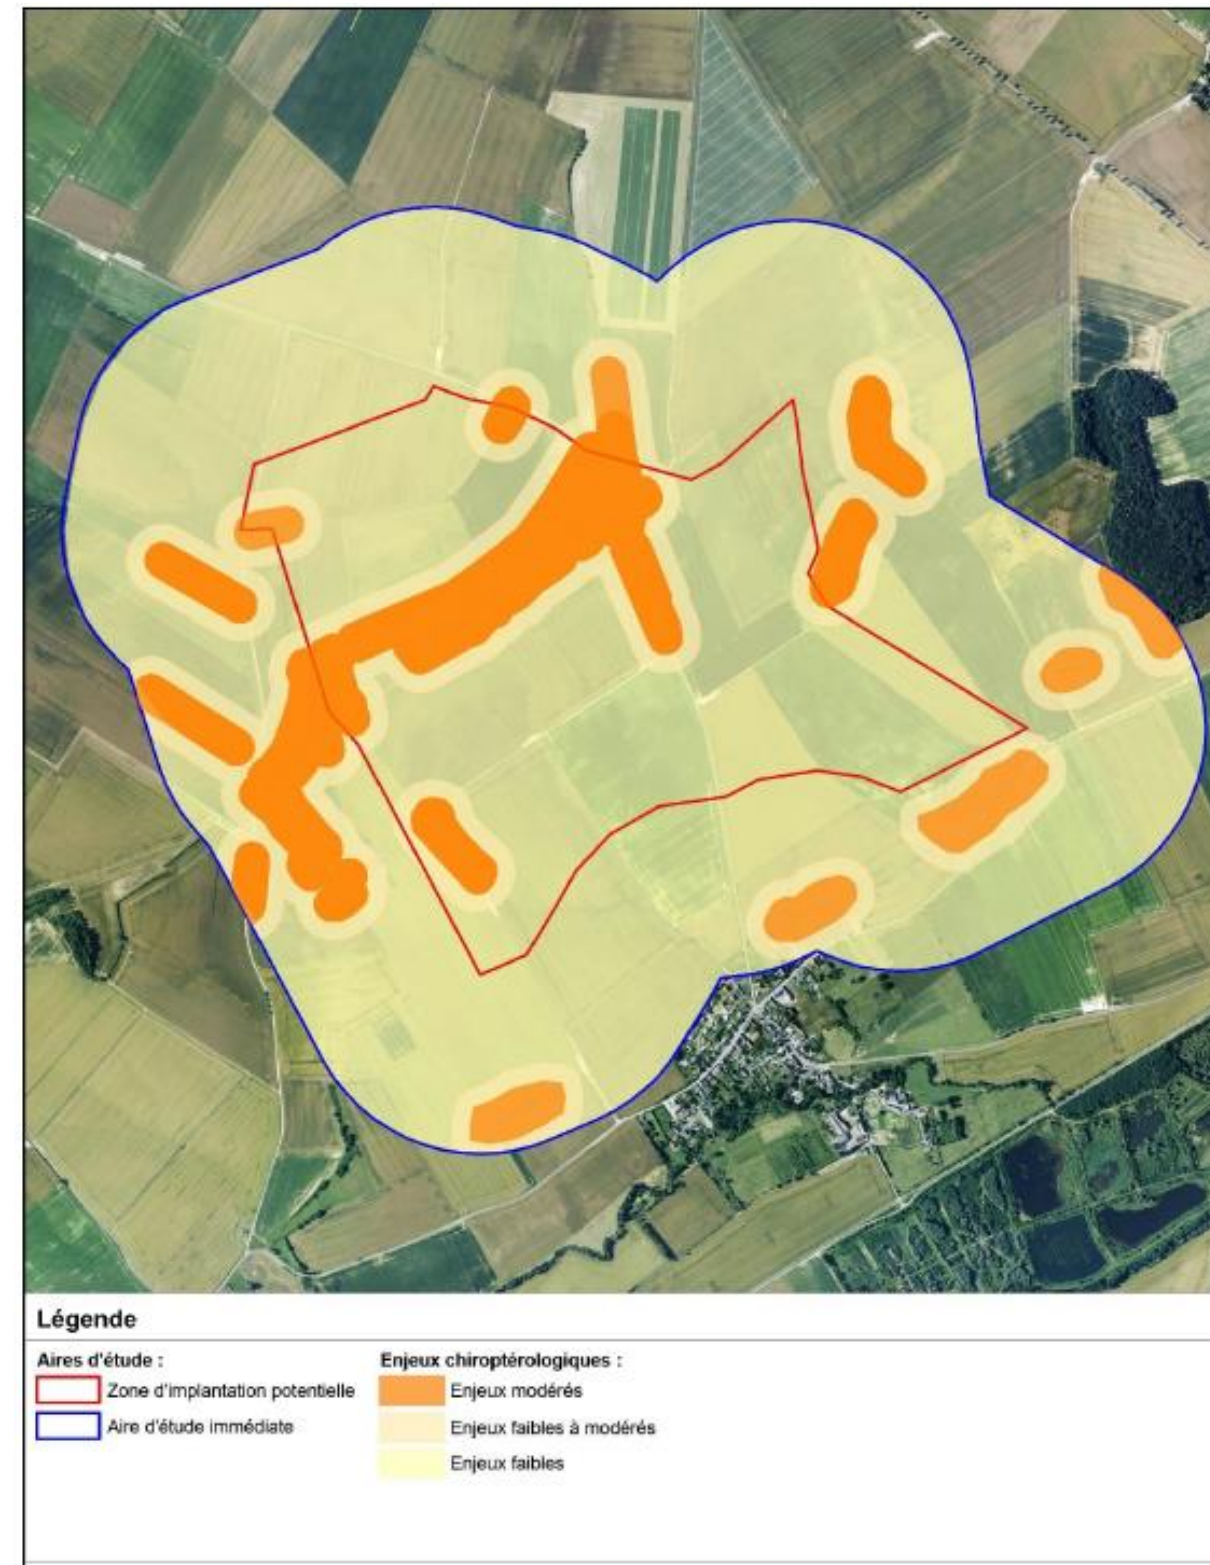 Légende
Aires d'étude :
Zone d'implantation potentielle
Aire d'étude immédiate
Enjeux chiroptérologiques :
Enjeux modérés
Enjeux faibles à modérés
Enjeux faibles